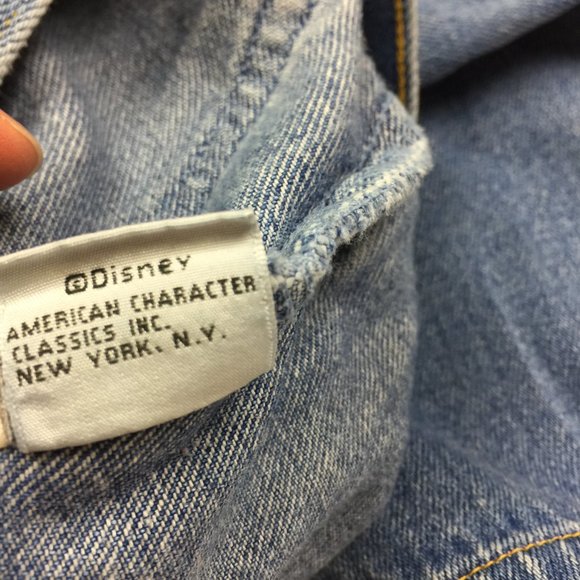 ©Disney
AMERICAN CHARACTER
CLASSICS INC.
NEW YORK, N.Y.